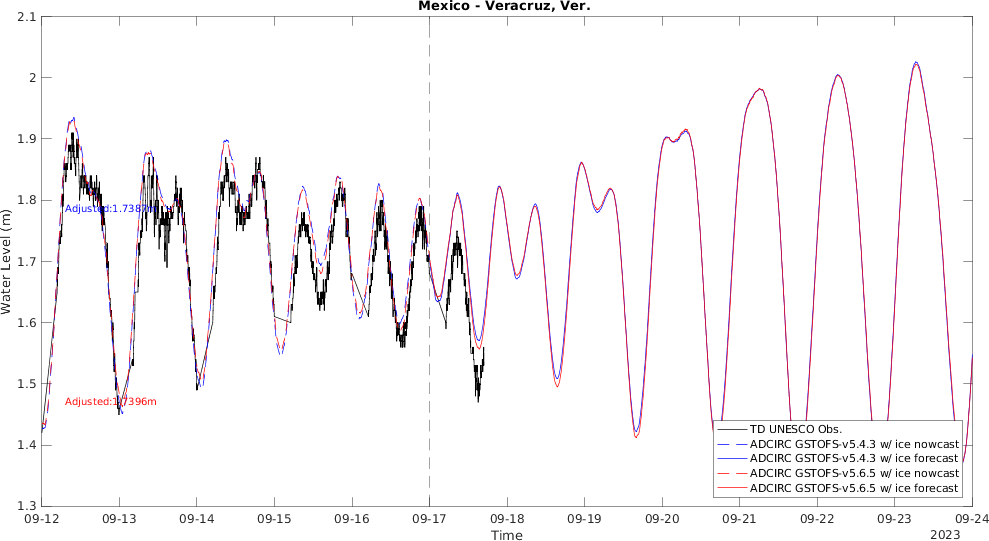 Mexico - Veracruz, Ver.
2.1
2
1.9
1.8
1.7
1.6
1.5
1.4
1.3
Water Level (m)
Adjusted:1.7387m
Adjusted:1.7396m
TD UNESCO Obs.
ADCIRC GSTOFS-v5.4.3 w/ ice nowcast
ADCIRC GSTOFS-v5.4.3 w/ ice forecast
ADCIRC GSTOFS-v5.6.5 w/ ice nowcast
ADCIRC GSTOFS-v5.6.5 w/ ice forecast
09-12 09-13 09-14 09-15 09-16 09-17 09-18 09-19 09-20 09-21 09-22 09-23 09-24
Time
2023